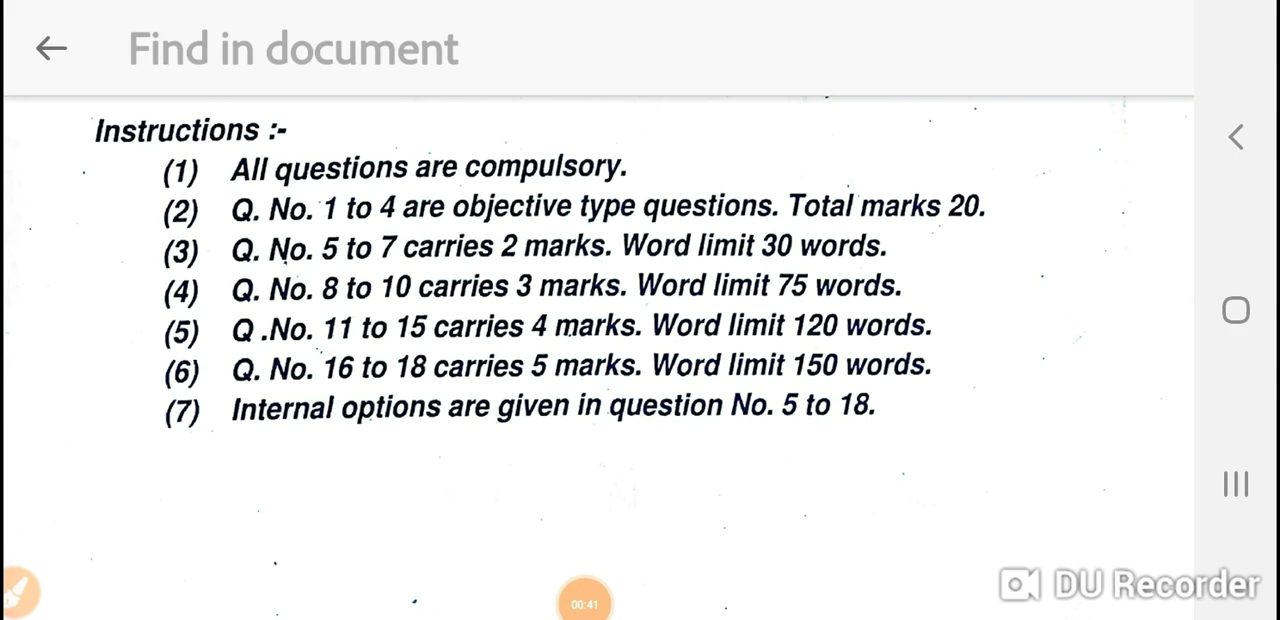 Find in document
Instructions :-
(1) All questions are compulsory.
(2) Q. No. 1 to 4 are objective type questions. Total marks 20.
(3) Q. No. 5 to 7 carries 2 marks. Word limit 30 words.
(4) Q. No. 8 to 10 carries 3 marks. Word limit 75 words.
(5) Q .No. 11 to 15 carries 4 marks. Word limit 120 words.
(6) Q. No. 16 to 18 carries 5 marks. Word limit 150 words.
(7) Internal options are given in question No. 5 to 18.
DU Recorder
00:41